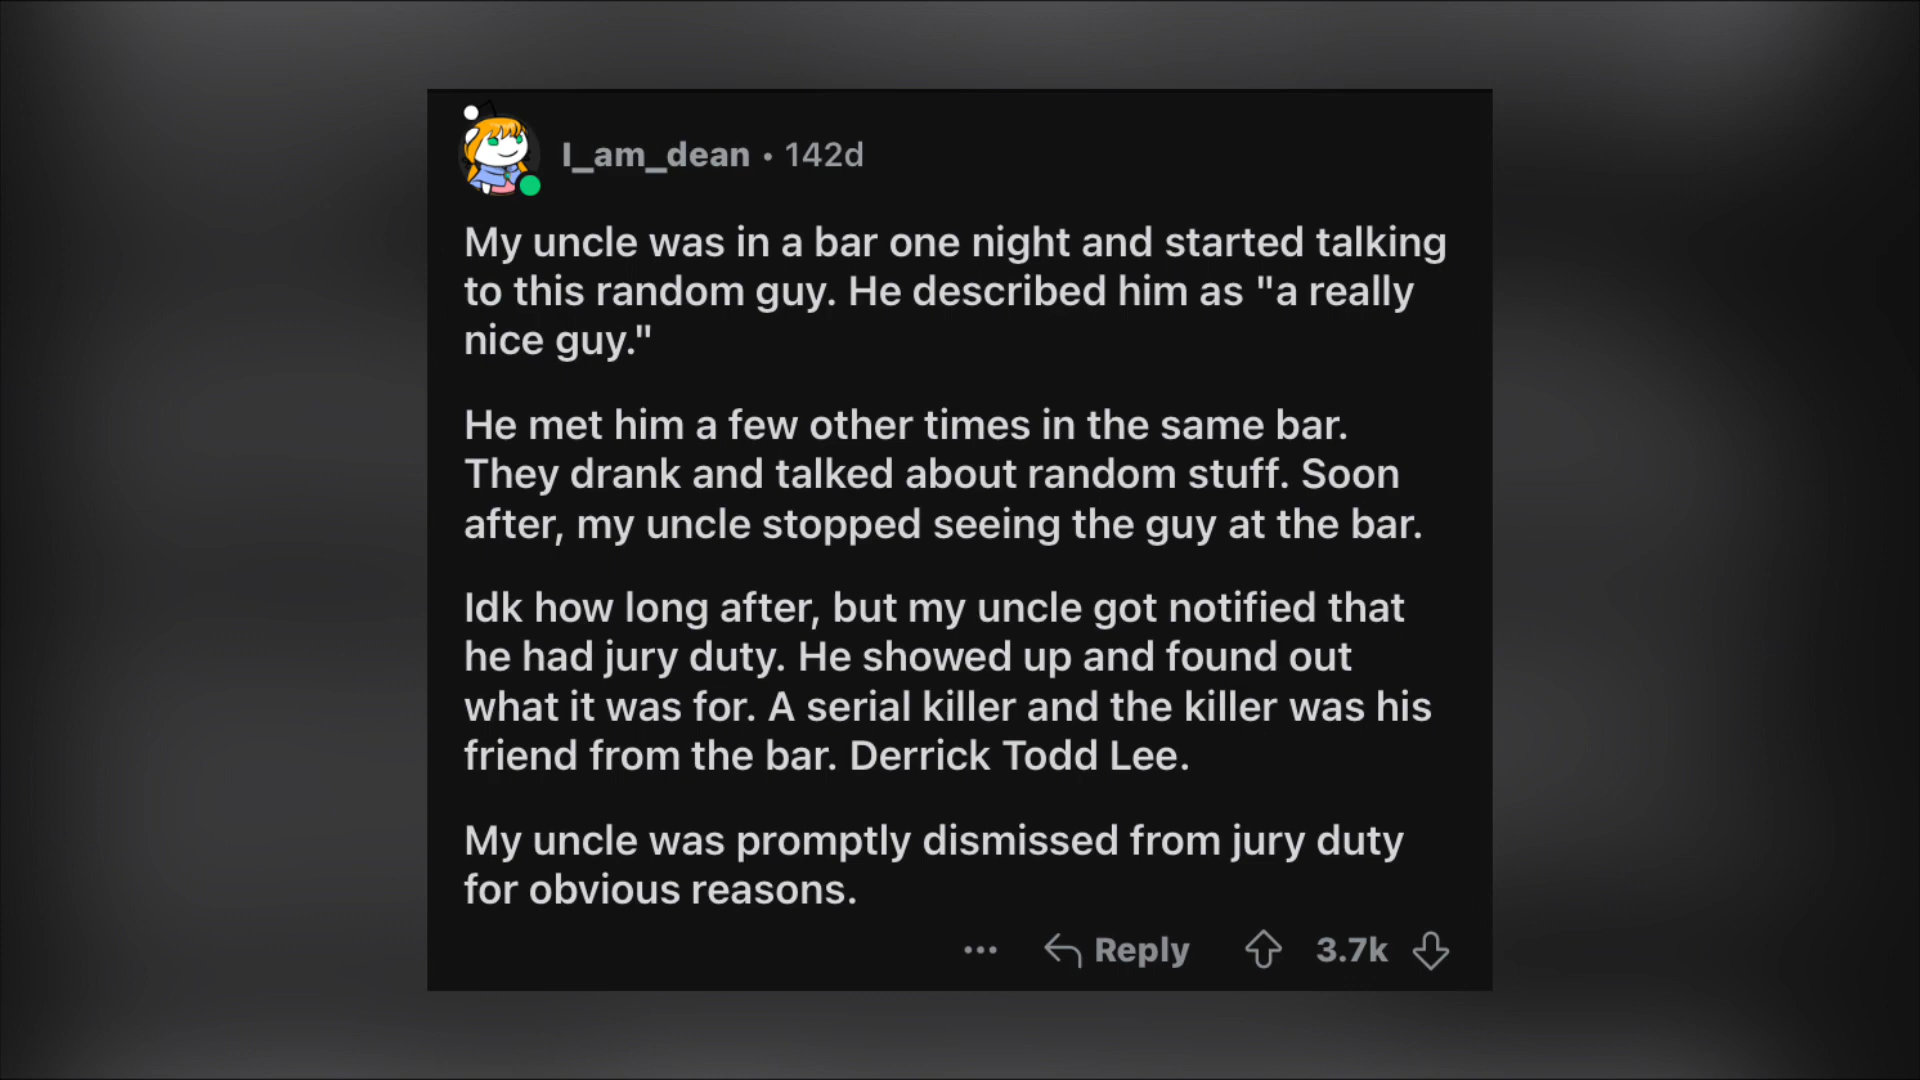 I_am_dean • 142d
My uncle was in a bar one night and started talking
to this random guy. He described him as "a really
nice guy."
He met him a few other times in the same bar.
They drank and talked about random stuff. Soon
after, my uncle stopped seeing the guy at the bar.
Idk how long after, but my uncle got notified that
he had jury duty. He showed up and found out
what it was for. A serial killer and the killer was his
friend from the bar. Derrick Todd Lee.
My uncle was promptly dismissed from jury duty
for obvious reasons.
... Reply 3.7k